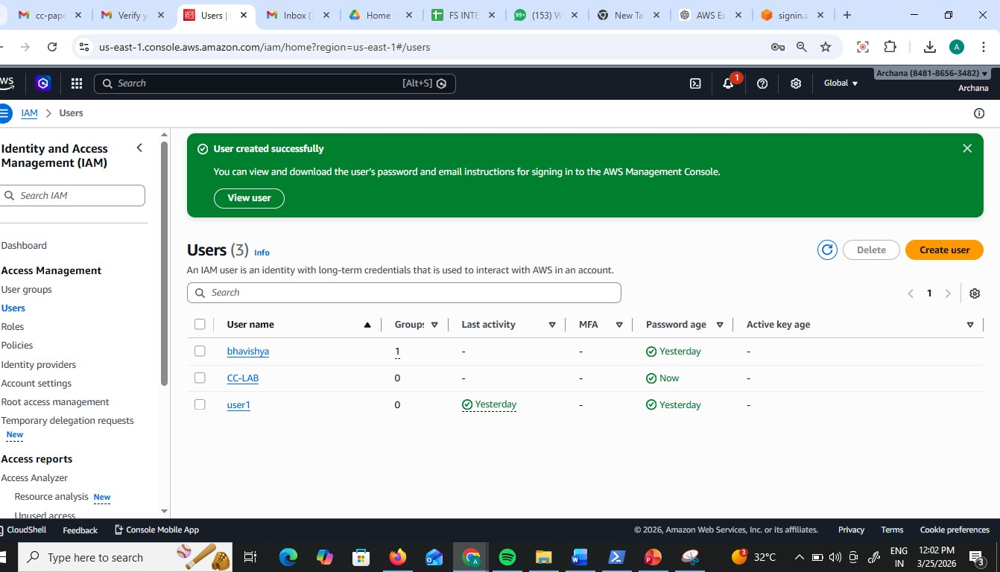 cc-pape
Verify y
Users |
Inbox (
Home -
FS INTE
99+
(153) W
New Ta
AWS Ex
signin.a
us-east-1.console.aws.amazon.com/iam/home?region=us-east-1#/users
A
Search
[Alt+S]
1
Global
Archana (8481-8656-3482)
Archana
IAM
Users
Identity and Access
Management (IAM)
Search IAM
Dashboard
Access Management
User groups
Users
Roles
Policies
Identity providers
Account settings
Root access management
Temporary delegation requests
New
Access reports
Access Analyzer
Resource analysis New
Unused access
User created successfully
You can view and download the user's password and email instructions for signing in to the AWS Management Console.
View user
Users (3) Info
Delete
Create user
An IAM user is an identity with long-term credentials that is used to interact with AWS in an account.
Search
1
User name Groups Last activity MFA Password age Active key age
bhavishya 1 - - Yesterday -
CC-LAB 0 - - Now -
user1 0 Yesterday - Yesterday -
CloudShell Feedback Console Mobile App © 2026, Amazon Web Services, Inc. or its affiliates. Privacy Terms Cookie preferences
Type here to search
3
32°C
ENG
IN
12:02 PM
3/25/2026
3